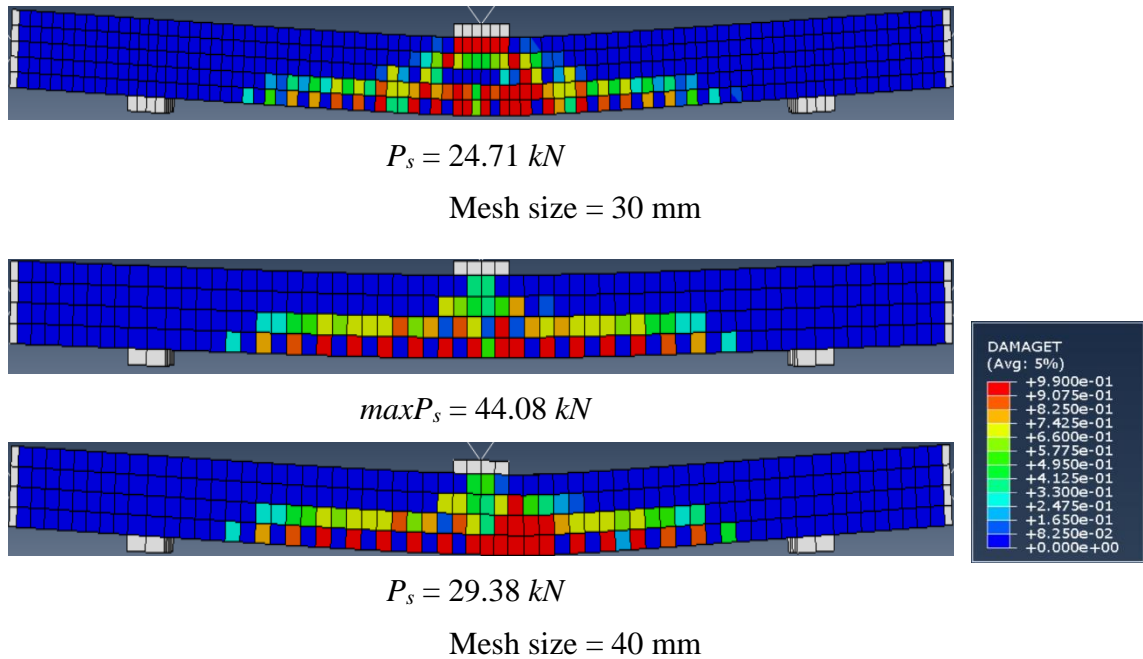 P_s = 24.71 kN
Mesh size = 30 mm
maxP_s = 44.08 kN
DAMAGET
(Avg: 5%)
+9.900e-01
+9.075e-01
+8.250e-01
+7.425e-01
+6.600e-01
+5.775e-01
+4.950e-01
+3.300e-01
+2.475e-01
+1.650e-01
+8.250e-02
+0.000e+00
P_s = 29.38 kN
Mesh size = 40 mm